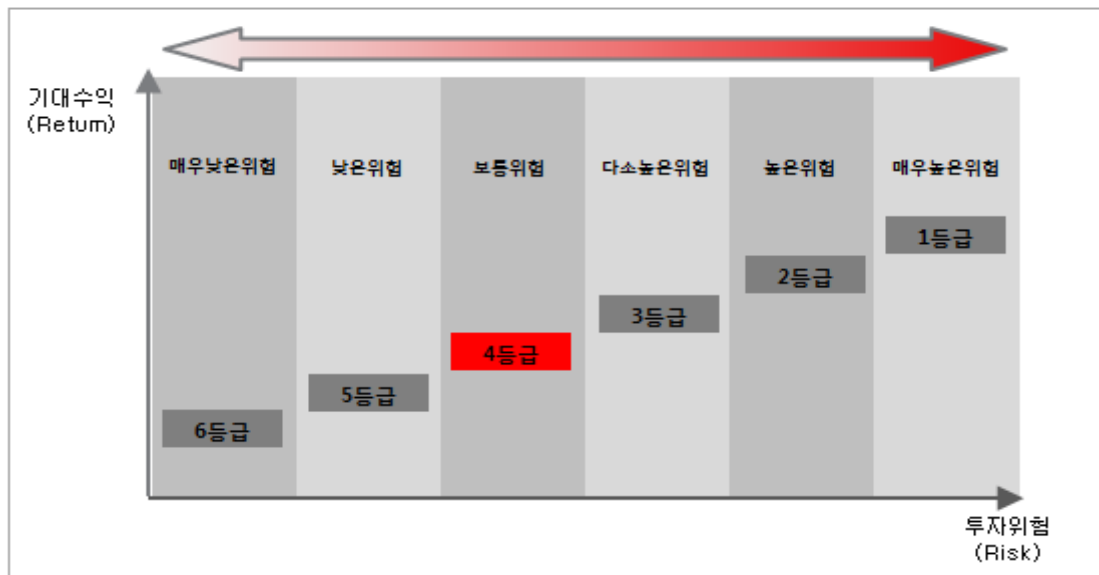 기대수익
(Retum)
매우낮은위험
낮은위험
보통위험
다소높은위험
높은위험
매우높은위험
1등급
2등급
3등급
4등급
5등급
6등급
투자위험
(Risk)